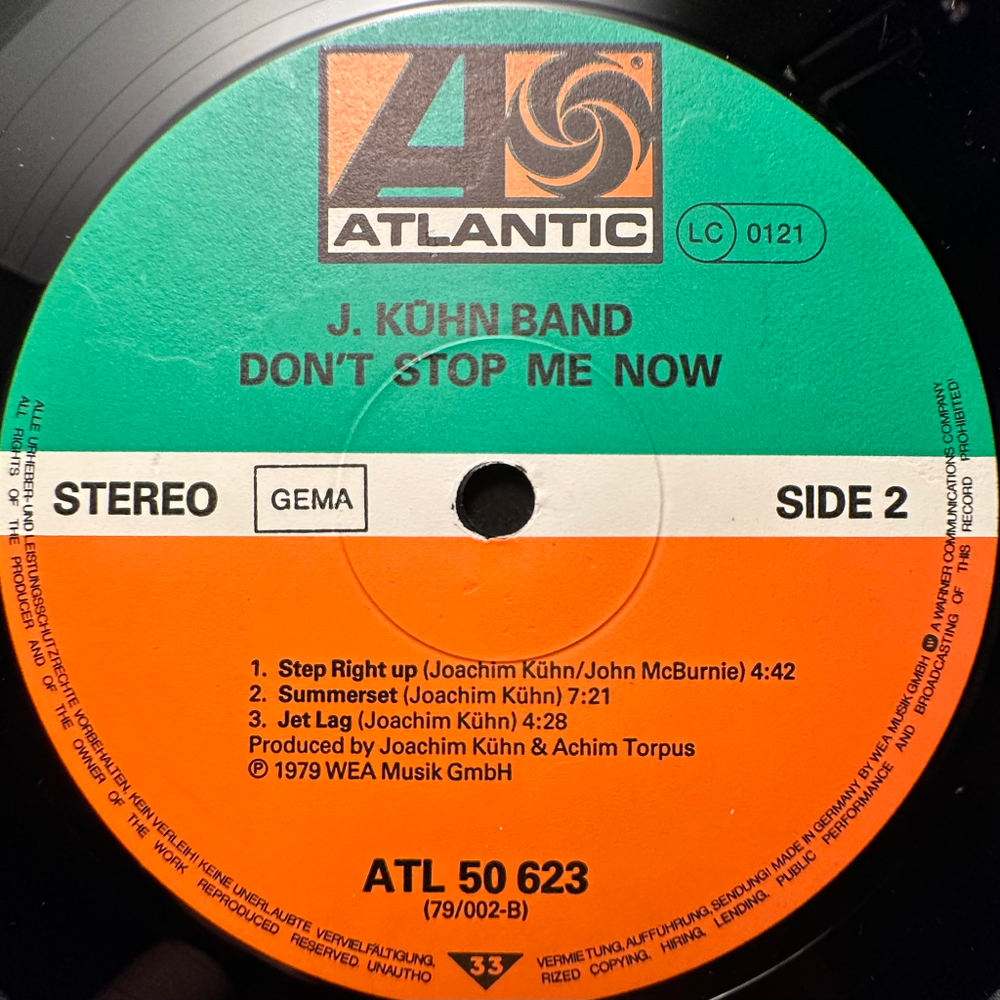 ATLANTIC
®
LC 0121
J. KÜHN BAND
DON'T STOP ME NOW
STEREO
GEMA
SIDE 2
1. Step Right up (Joachim Kühn/John McBurnie) 4:42
2. Summerset (Joachim Kühn) 7:21
3. Jet Lag (Joachim Kühn) 4:28
Produced by Joachim Kühn & Achim Torpus
℗ 1979 WEA Musik GmbH
ATL 50 623
(79/002-B)
33
ALLE URHEBER- UND LEISTUNGSSCHUTZRECHTE VORBEHALTEN. KEIN VERLEIH! KEINE UNERLAUBTE VERVIELFÄLTIGUNG, VERMIETUNG, AUFFÜHRUNG, SENDUNG! MADE IN GERMANY BY WEA MUSIK GMBH A WARNER COMMUNICATIONS COMPANY
ALL RIGHTS OF THE PRODUCER AND OF THE OWNER OF THE WORK REPRODUCED RESERVED. UNAUTHORIZED COPYING, HIRING, LENDING, PUBLIC PERFORMANCE AND BROADCASTING OF THIS RECORD PROHIBITED!